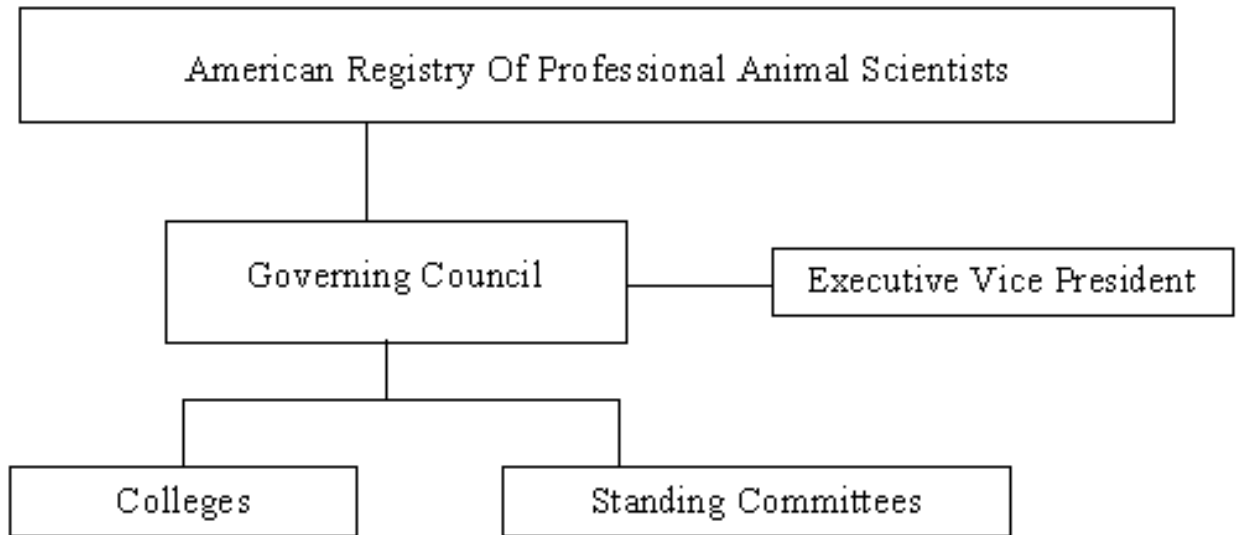 American Registry Of Professional Animal Scientists
Governing Council
Executive Vice President
Colleges
Standing Committees